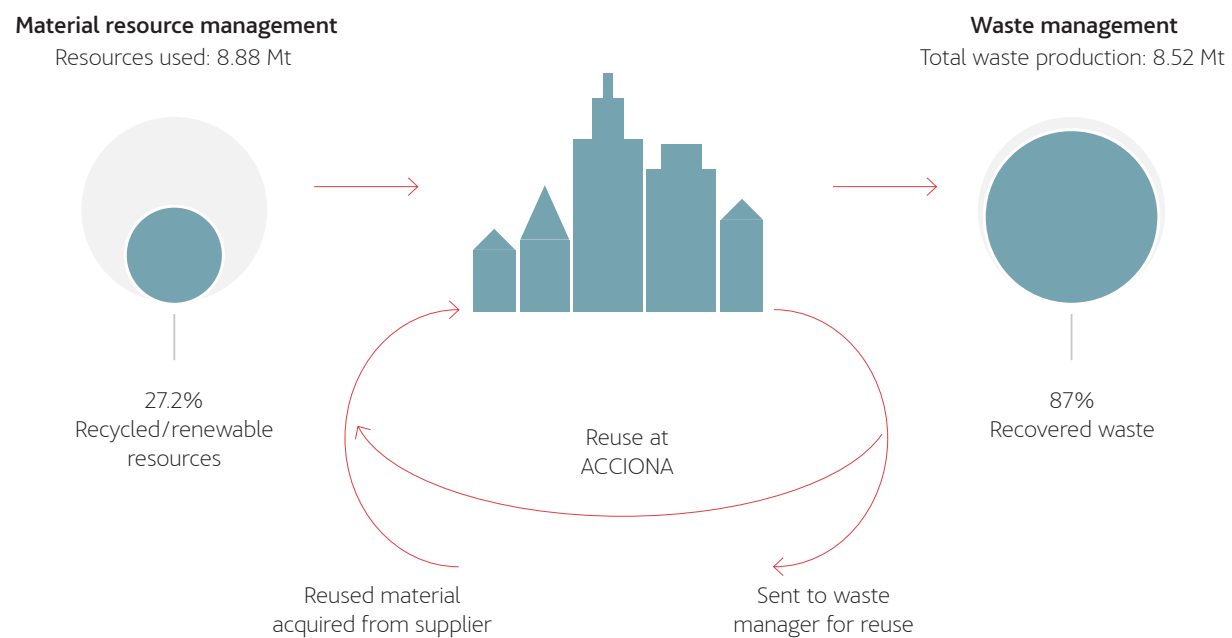 Material resource management
Resources used: 8.88 Mt
Waste management
Total waste production: 8.52 Mt
27.2%
Recycled/renewable
resources
87%
Recovered waste
Reuse at
ACCIONA
Reused material
acquired from supplier
Sent to waste
manager for reuse